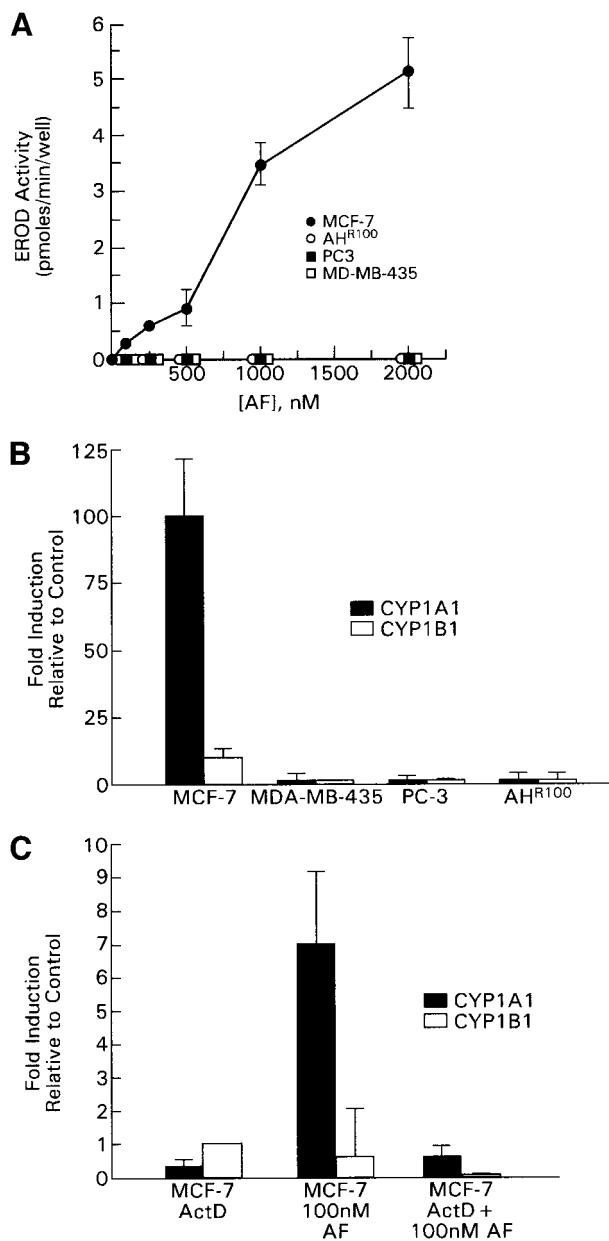 A
6
5
4
3
2
1
0
EROD Activity
(pmoles/min/well)
MCF-7
AH^R100
PC3
MD-MB-435
500 1000 1500 2000
[AF], nM
B
125
100
75
50
25
0
Fold Induction
Relative to Control
CYP1A1
CYP1B1
MCF-7 MDA-MB-435 PC-3 AH^R100
C
10
9
8
7
6
5
4
3
2
1
0
Fold Induction
Relative to Control
CYP1A1
CYP1B1
MCF-7 MCF-7 MCF-7
ActD 100nM ActD +
AF 100nM AF